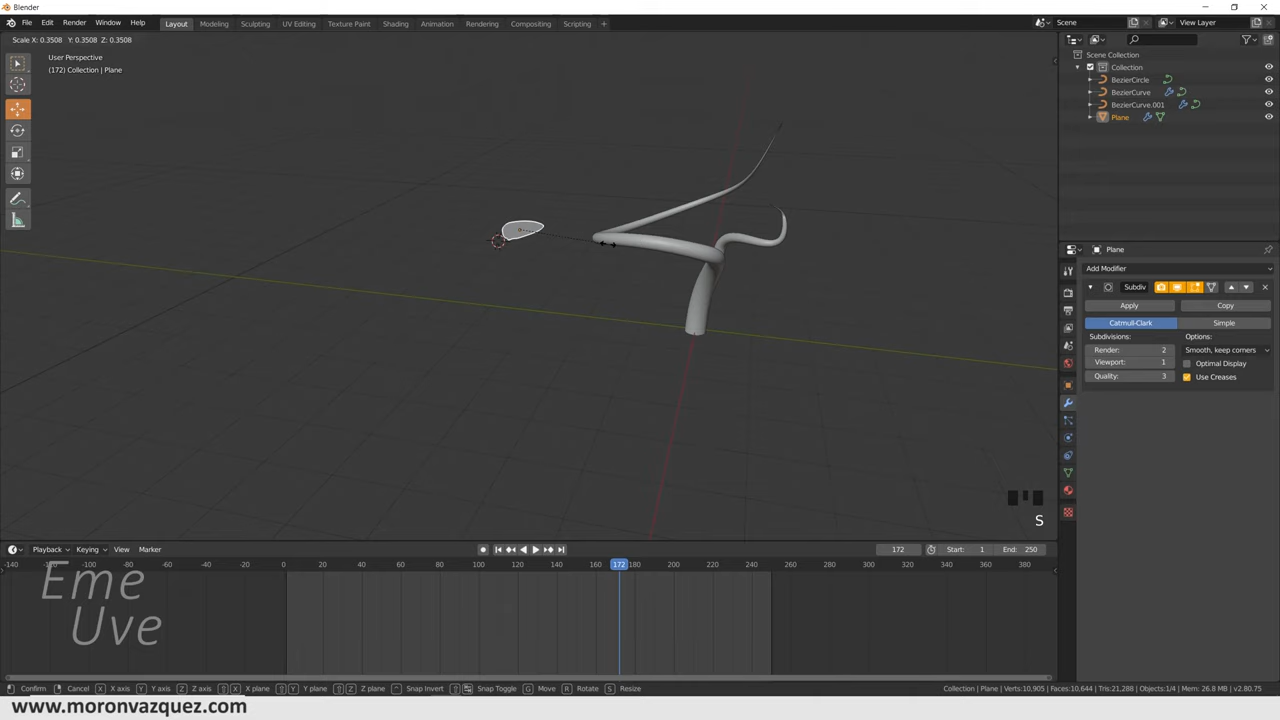 Blender
File Edit Render Window Help Layout Modeling Sculpting UV Editing Texture Paint Shading Animation Rendering Compositing Scripting + Scene View Layer
Scale X: 0.3508 Y: 0.3508 Z: 0.3508
User Perspective
(172) Collection | Plane
Scene Collection
Collection
BezierCircle
BezierCurve
BezierCurve.001
Plane
Plane
Add Modifier
Subdiv
Apply Copy
Catmull-Clark Simple
Subdivisions: Options:
Render: 2 Smooth, keep corners
Viewport: 1 Optimal Display
Quality: 3 Use Creases
S
Playback Keying View Marker 172 Start: 1 End: 250
-140 -120 -100 -80 -60 -40 -20 0 20 40 60 80 100 120 140 160 172 180 200 220 240 260 280 300 320 340 360 380
Eme
Uve
Confirm Cancel X X axis Y Y axis Z Z axis X X plane Y Y plane Z Z plane Snap Invert Snap Toggle G Move R Rotate S Resize Collection | Plane | Verts:10,905 | Faces:10,644 | Tris:21,288 | Objects:1/4 | Mem: 26.8 MB | v2.80.75
www.moronvazquez.com